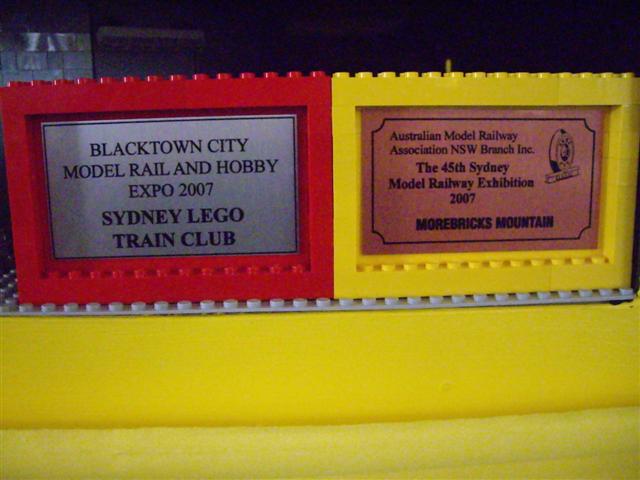 BLACKTOWN CITY
MODEL RAIL AND HOBBY
EXPO 2007
SYDNEY LEGO
TRAIN CLUB
Australian Model Railway
Association NSW Branch Inc.
The 45th Sydney
Model Railway Exhibition
2007
MOREBRICKS MOUNTAIN